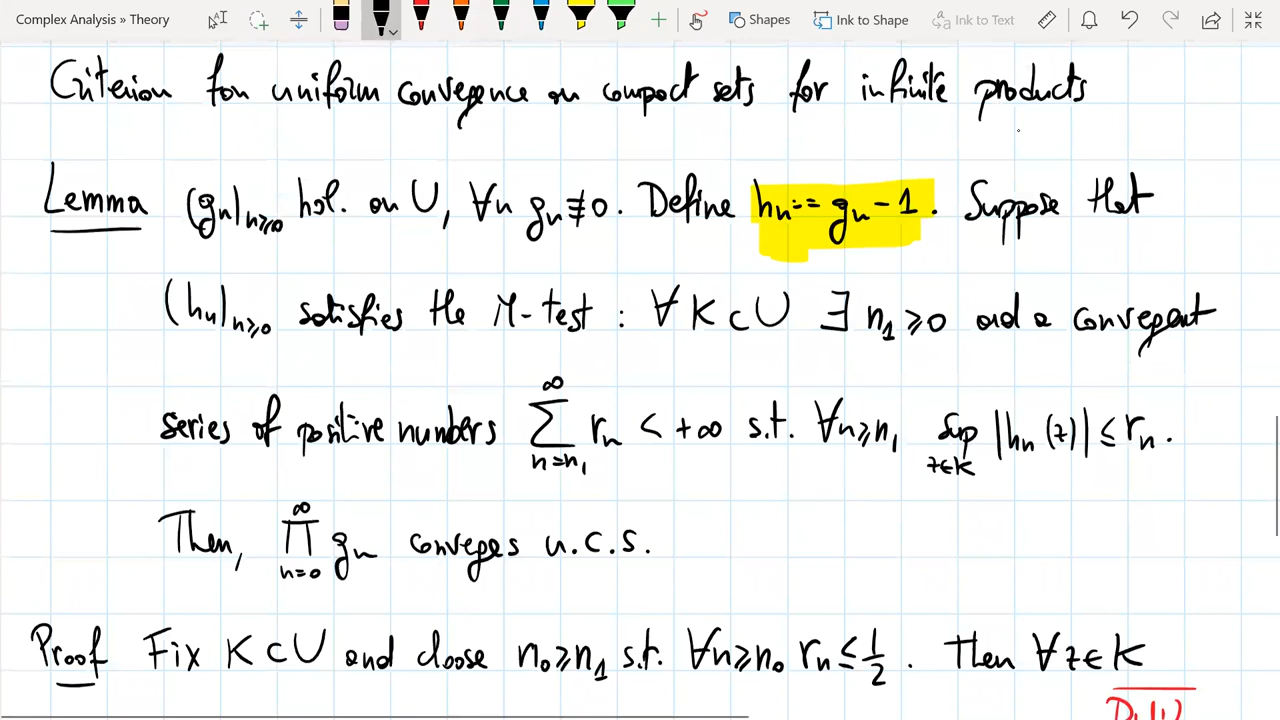 Complex Analysis » Theory Shapes Ink to Shape Ink to Text
Criterion for uniform convergence on compact sets for infinite products
Lemma (gₙ)ₙ≥₀ hol. on U, ∀n gₙ≢0. Define hₙ:=gₙ-1. Suppose that
(hₙ)ₙ≥₀ satisfies the M-test: ∀K⊂U ∃n₁≥0 and a convergent
series of positive numbers ∑_{n=n₁}^{∞} rₙ < +∞ s.t. ∀n≥n₁ sup_{z∈K} |hₙ(z)| ≤ rₙ.
Then, ∏_{n=0}^{∞} gₙ converges u.c.s.
Proof Fix K⊂U and choose n₀≥n₁ s.t. ∀n≥n₀ rₙ≤1/2. Then ∀z∈K